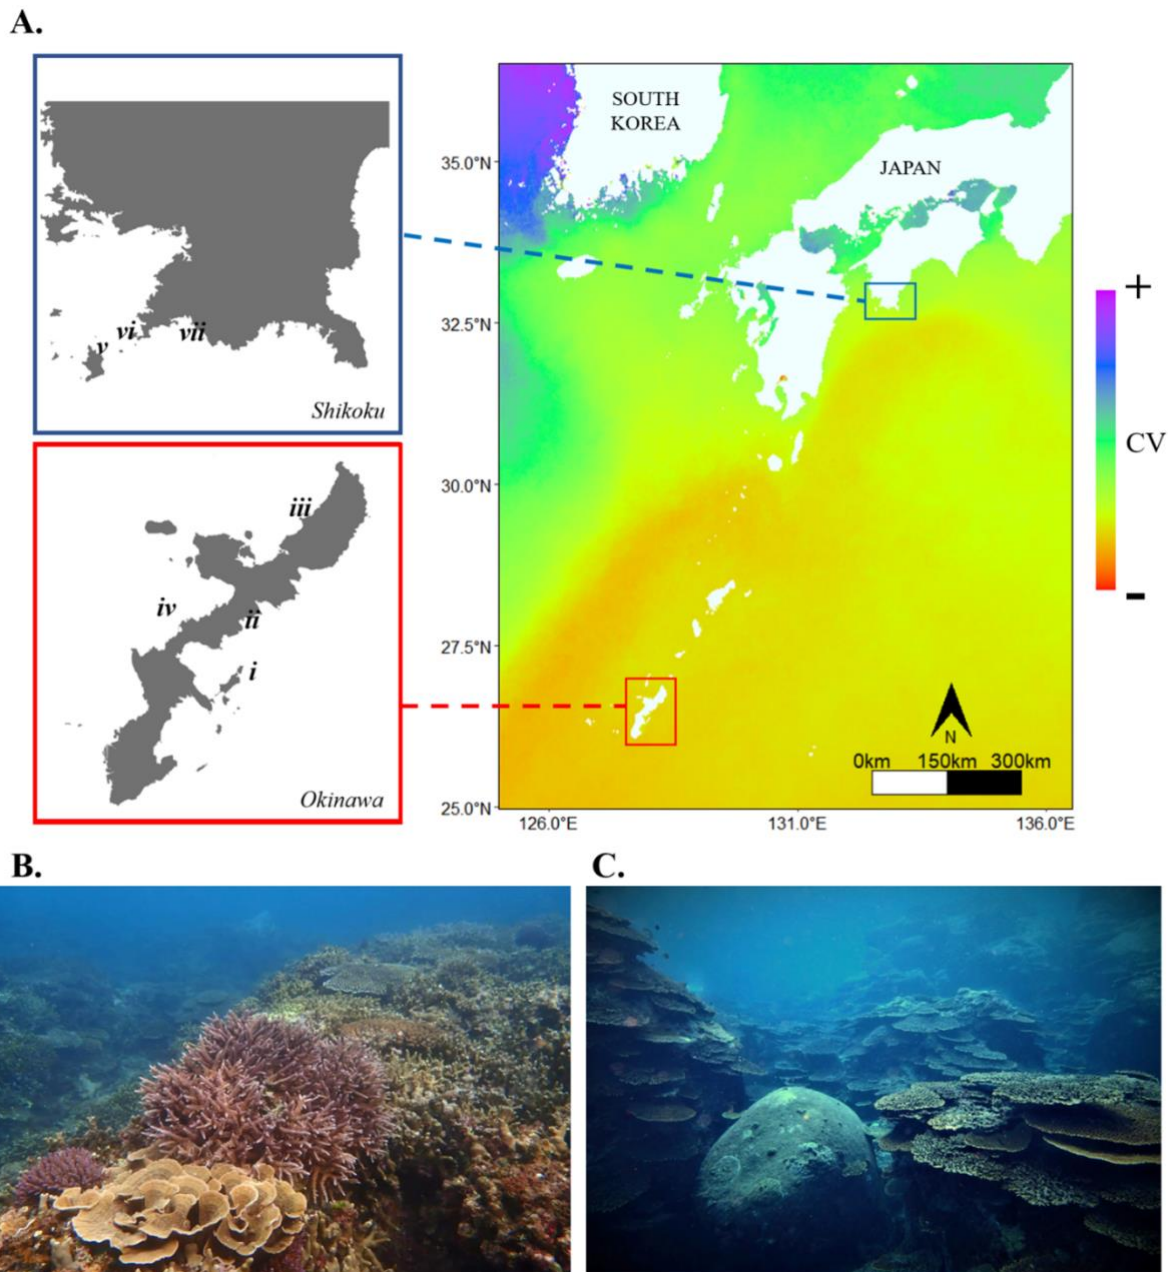 A.
SOUTH
KOREA
JAPAN
35.0°N
32.5°N
30.0°N
27.5°N
25.0°N
126.0°E
131.0°E
136.0°E
v
vi
vii
Shikoku
iii
iv
ii
i
Okinawa
N
0km 150km 300km
+
CV
-
B.
C.